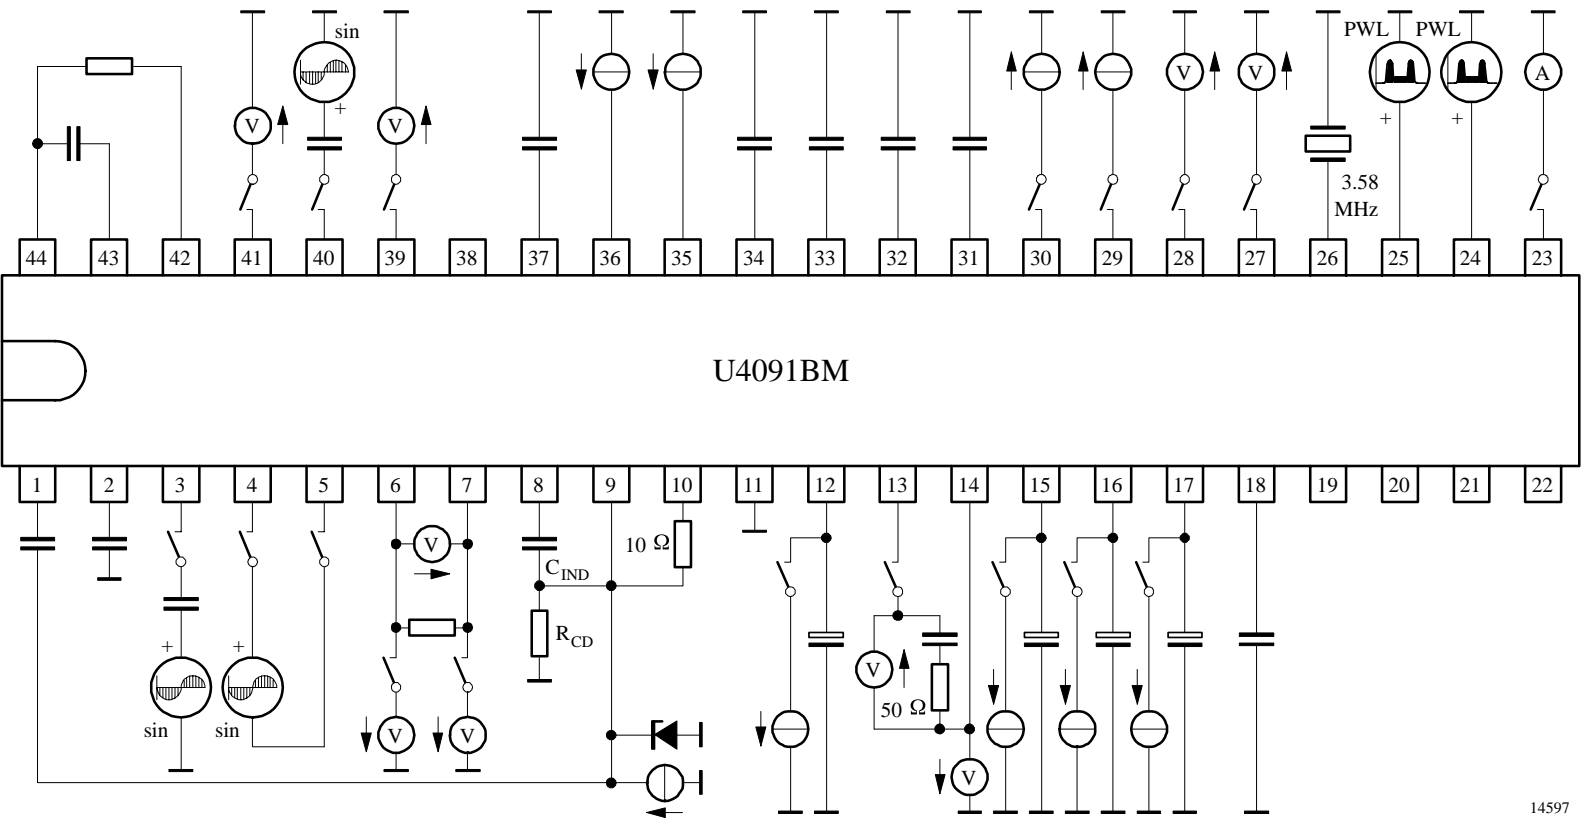 sin
PWL PWL
V V V V A
V V
+ + +
3.58
MHz
44 43 42 41 40 39 38 37 36 35 34 33 32 31 30 29 28 27 26 25 24 23
U4091BM
1 2 3 4 5 6 7 8 9 10 11 12 13 14 15 16 17 18 19 20 21 22
V
10 Ω
C IND
R CD
+ +
V
50 Ω
sin sin
V V
V
14597